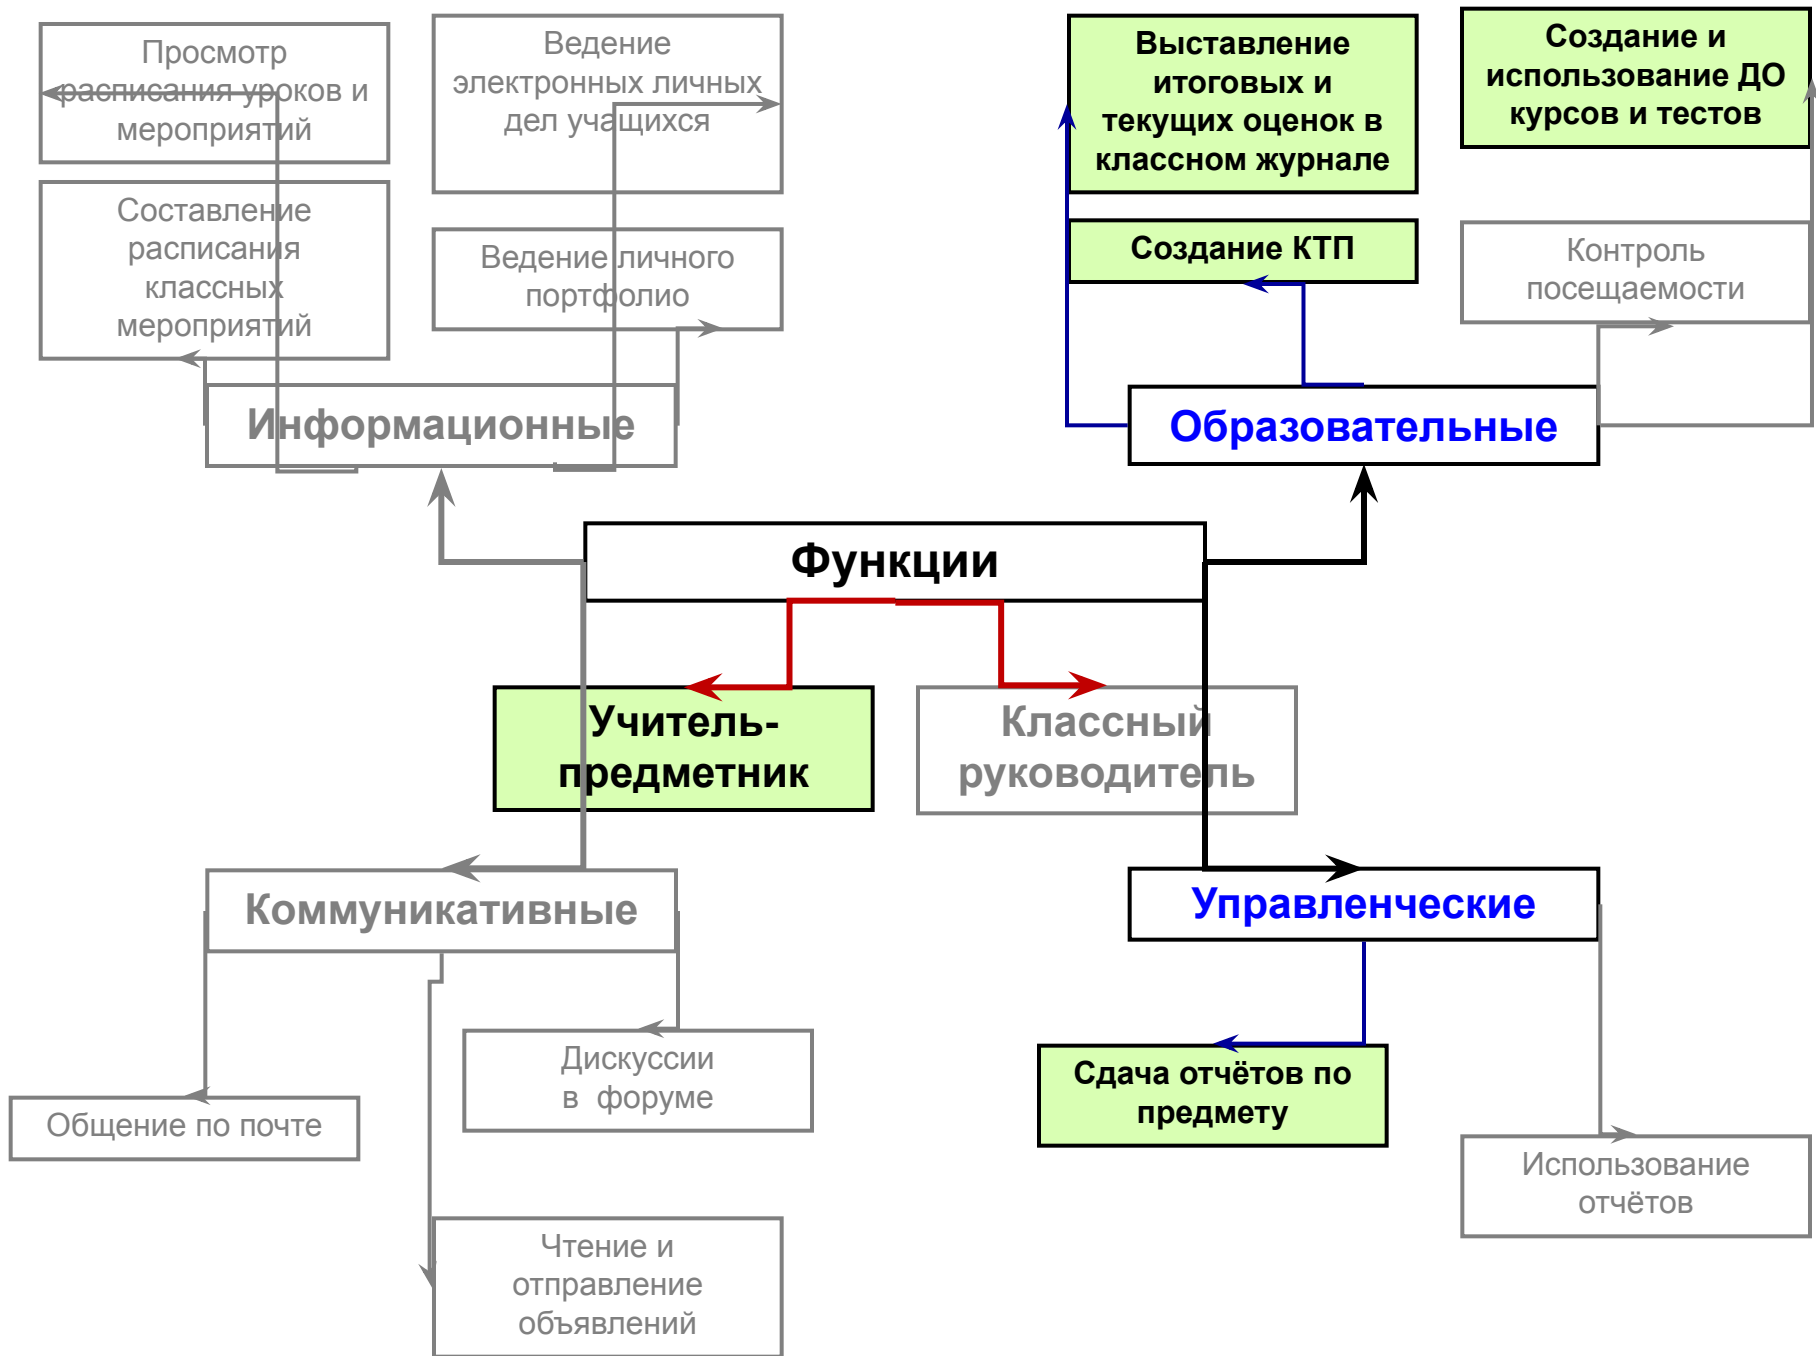 Просмотр
расписания уроков и
мероприятий
Ведение
электронных личных
дел учащихся
Выставление
итоговых и
текущих оценок в
классном журнале
Создание и
использование ДО
курсов и тестов
Составление
расписания
классных
мероприятий
Ведение личного
портфолио
Создание КТП
Контроль
посещаемости
Информационные
Образовательные
Функции
Учитель-
предметник
Классный
руководитель
Коммуникативные
Управленческие
Дискуссии
в  форуме
Сдача отчётов по
предмету
Общение по почте
Использование
отчётов
Чтение и
отправление
объявлений